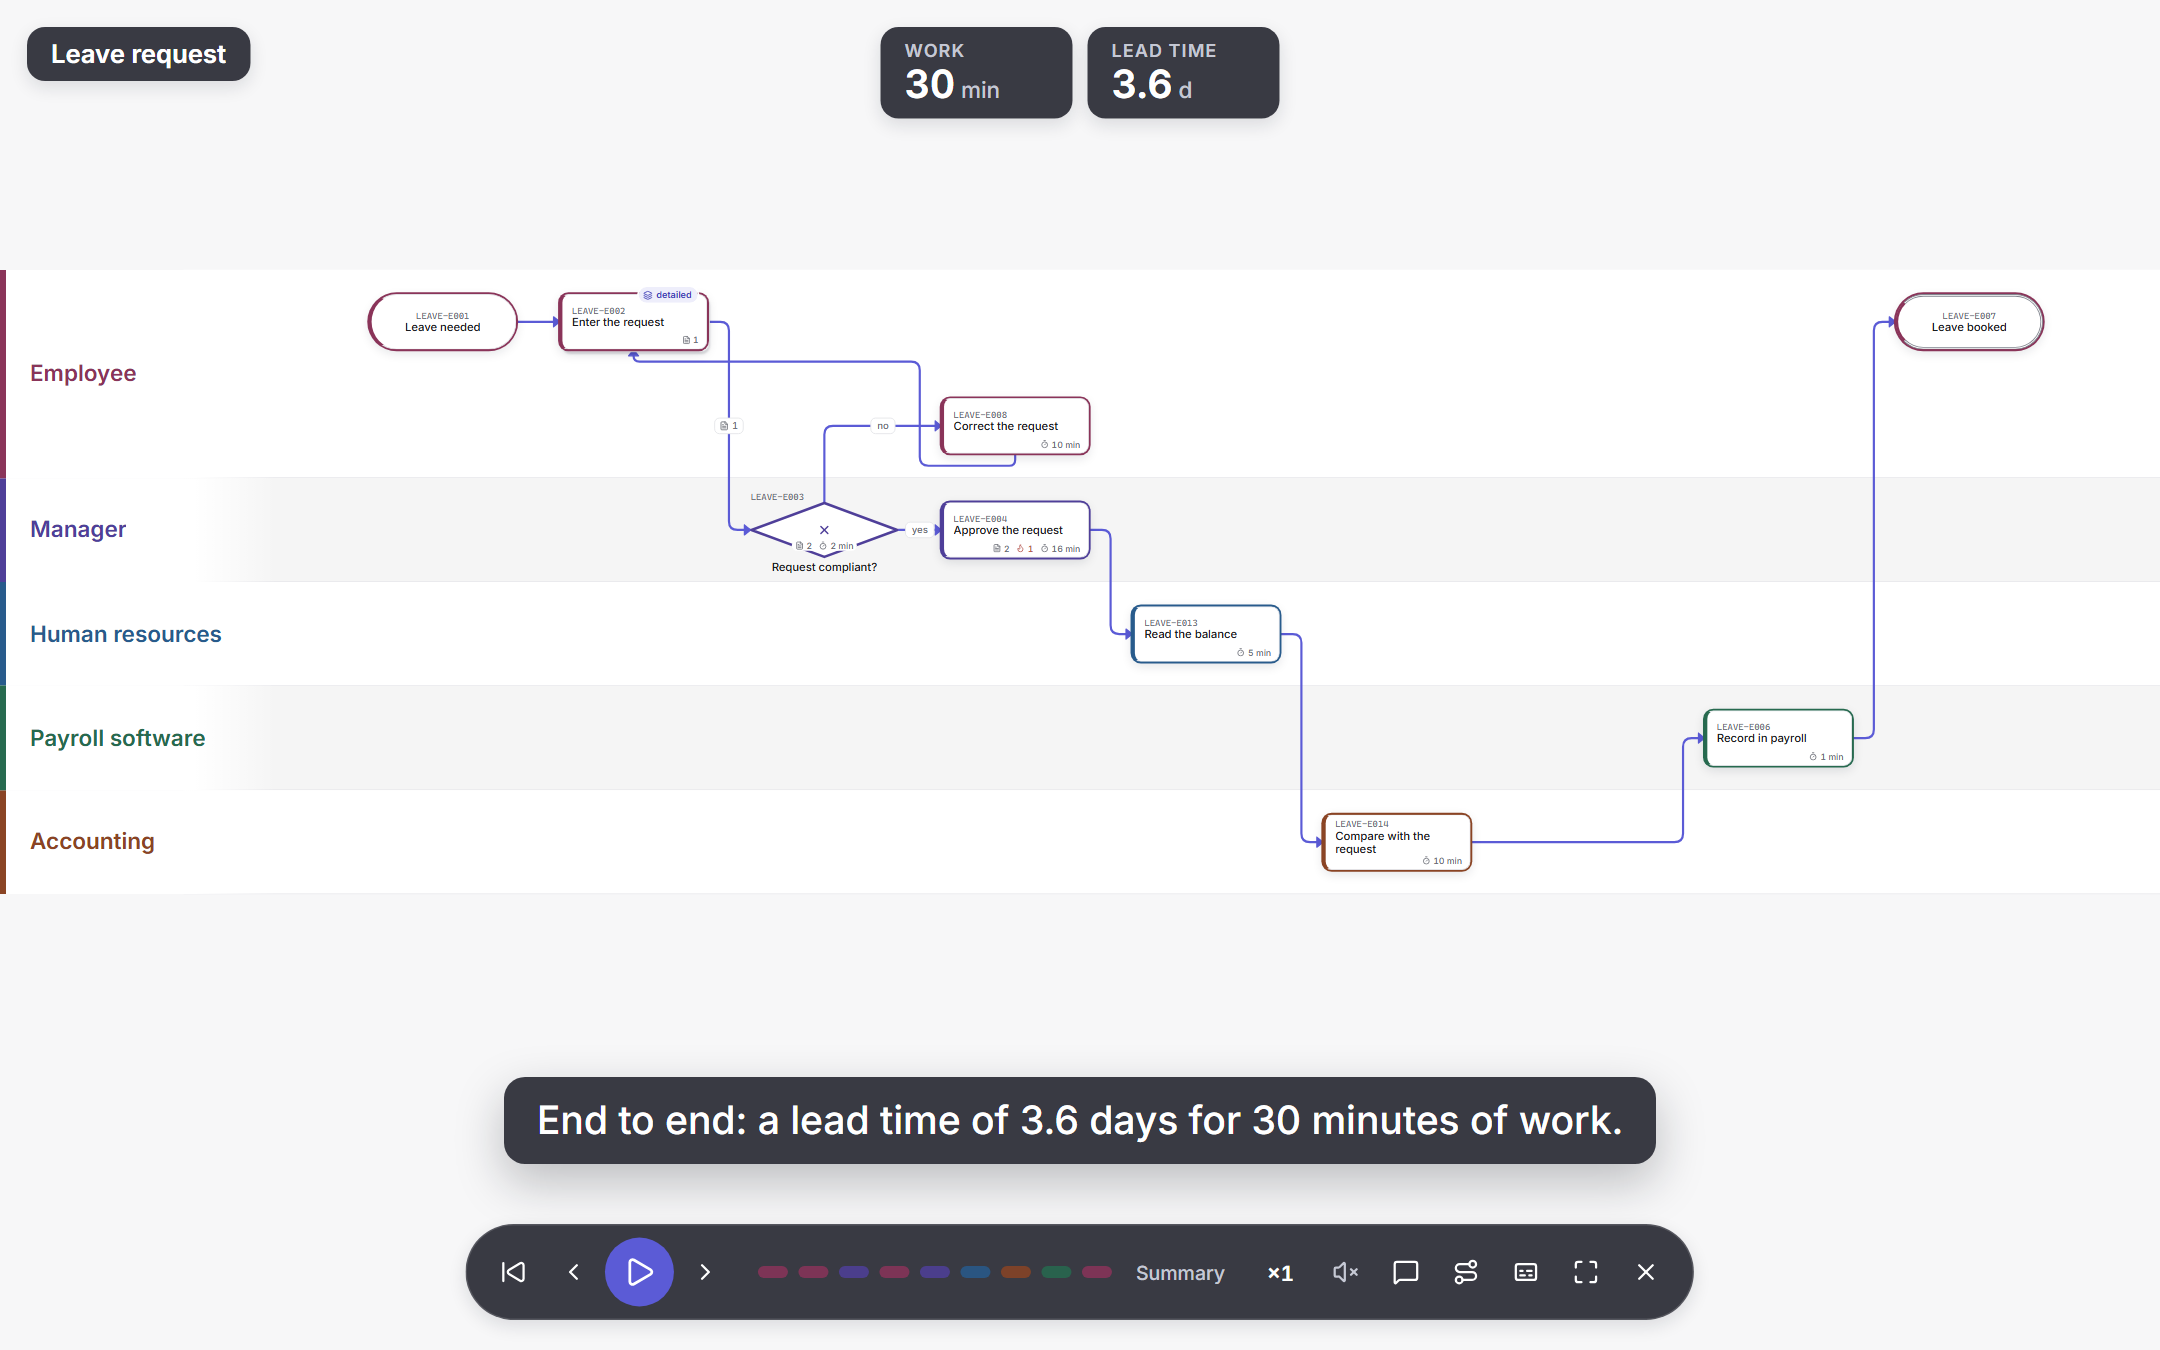 Leave request
WORK
30 min
LEAD TIME
3.6 d
Employee
LEAVE-E001
Leave needed
detailed
LEAVE-E002
Enter the request
1
LEAVE-E007
Leave booked
1
no
LEAVE-E008
Correct the request
10 min
Manager
LEAVE-E003
2 2 min
Request compliant?
yes
LEAVE-E004
Approve the request
2 1 16 min
Human resources
LEAVE-E013
Read the balance
5 min
Payroll software
LEAVE-E006
Record in payroll
1 min
Accounting
LEAVE-E014
Compare with the
request
10 min
End to end: a lead time of 3.6 days for 30 minutes of work.
Summary
×1